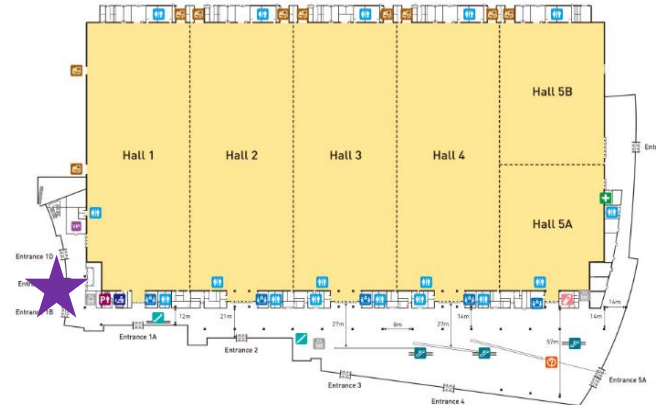 Hall 5B
Hall 1
Hall 2
Hall 3
Hall 4
Hall 5A
VIP
Entrance 1D
Entrance 1B
P
12m
21m
27m
8m
27m
14m
57m
14m
14m
Entrance 1A
Entrance 2
Entrance 3
Entrance 4
Entrance 5A